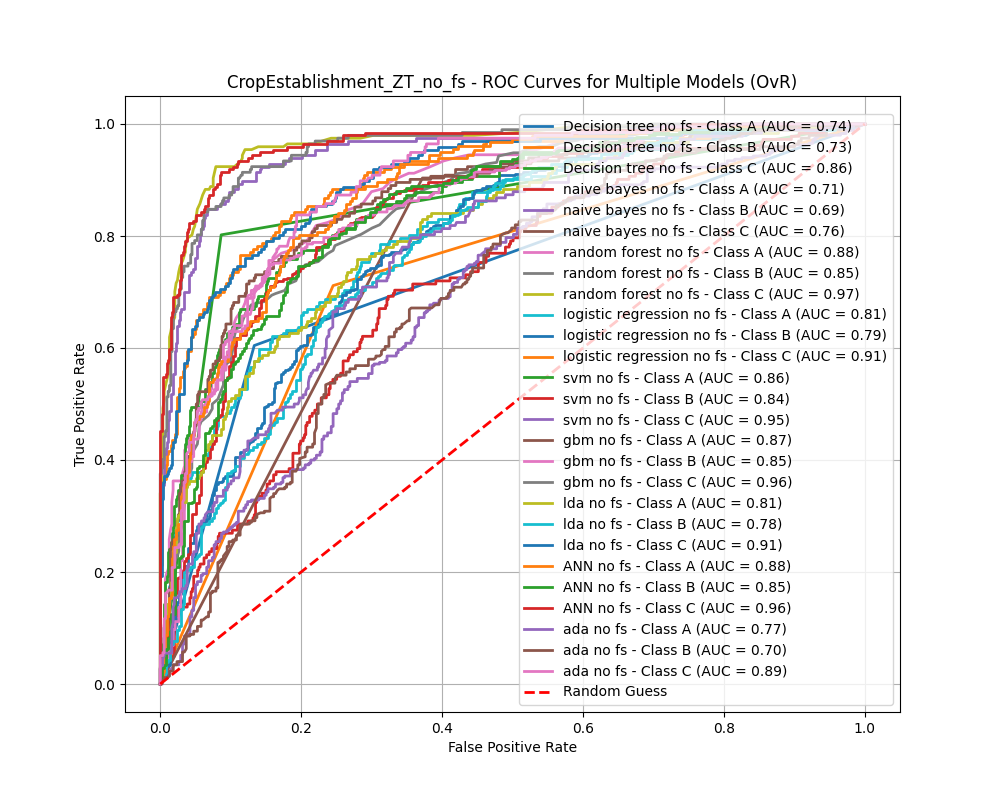 CropEstablishment_ZT_no_fs - ROC Curves for Multiple Models (OvR)
True Positive Rate
1.0
0.8
0.6
0.4
0.2
0.0
Decision tree no fs - Class A (AUC = 0.74)
Decision tree no fs - Class B (AUC = 0.73)
Decision tree no fs - Class C (AUC = 0.86)
naive bayes no fs - Class A (AUC = 0.71)
naive bayes no fs - Class B (AUC = 0.69)
naive bayes no fs - Class C (AUC = 0.76)
random forest no fs - Class A (AUC = 0.88)
random forest no fs - Class B (AUC = 0.85)
random forest no fs - Class C (AUC = 0.97)
logistic regression no fs - Class A (AUC = 0.81)
logistic regression no fs - Class B (AUC = 0.79)
logistic regression no fs - Class C (AUC = 0.91)
svm no fs - Class A (AUC = 0.86)
svm no fs - Class B (AUC = 0.84)
svm no fs - Class C (AUC = 0.95)
gbm no fs - Class A (AUC = 0.87)
gbm no fs - Class B (AUC = 0.85)
gbm no fs - Class C (AUC = 0.96)
lda no fs - Class A (AUC = 0.81)
lda no fs - Class B (AUC = 0.78)
lda no fs - Class C (AUC = 0.91)
ANN no fs - Class A (AUC = 0.88)
ANN no fs - Class B (AUC = 0.85)
ANN no fs - Class C (AUC = 0.96)
ada no fs - Class A (AUC = 0.77)
ada no fs - Class B (AUC = 0.70)
ada no fs - Class C (AUC = 0.89)
Random Guess
0.0 0.2 0.4 0.6 0.8 1.0
False Positive Rate